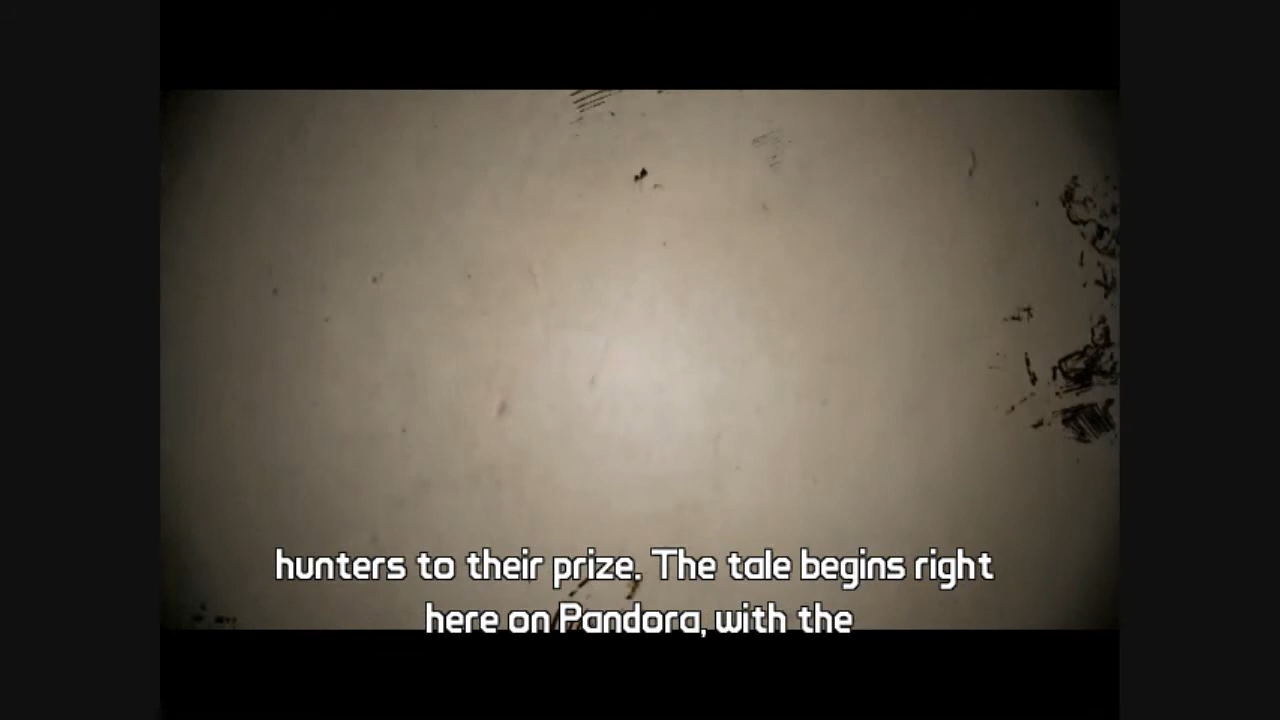 hunters to their prize. The tale begins right
here on Pandora, with the